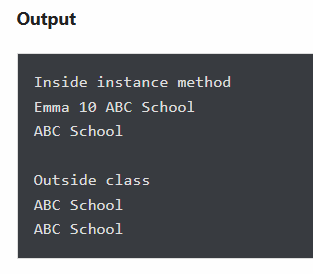 Output
Inside instance method
Emma 10 ABC School
ABC School
Outside class
ABC School
ABC School